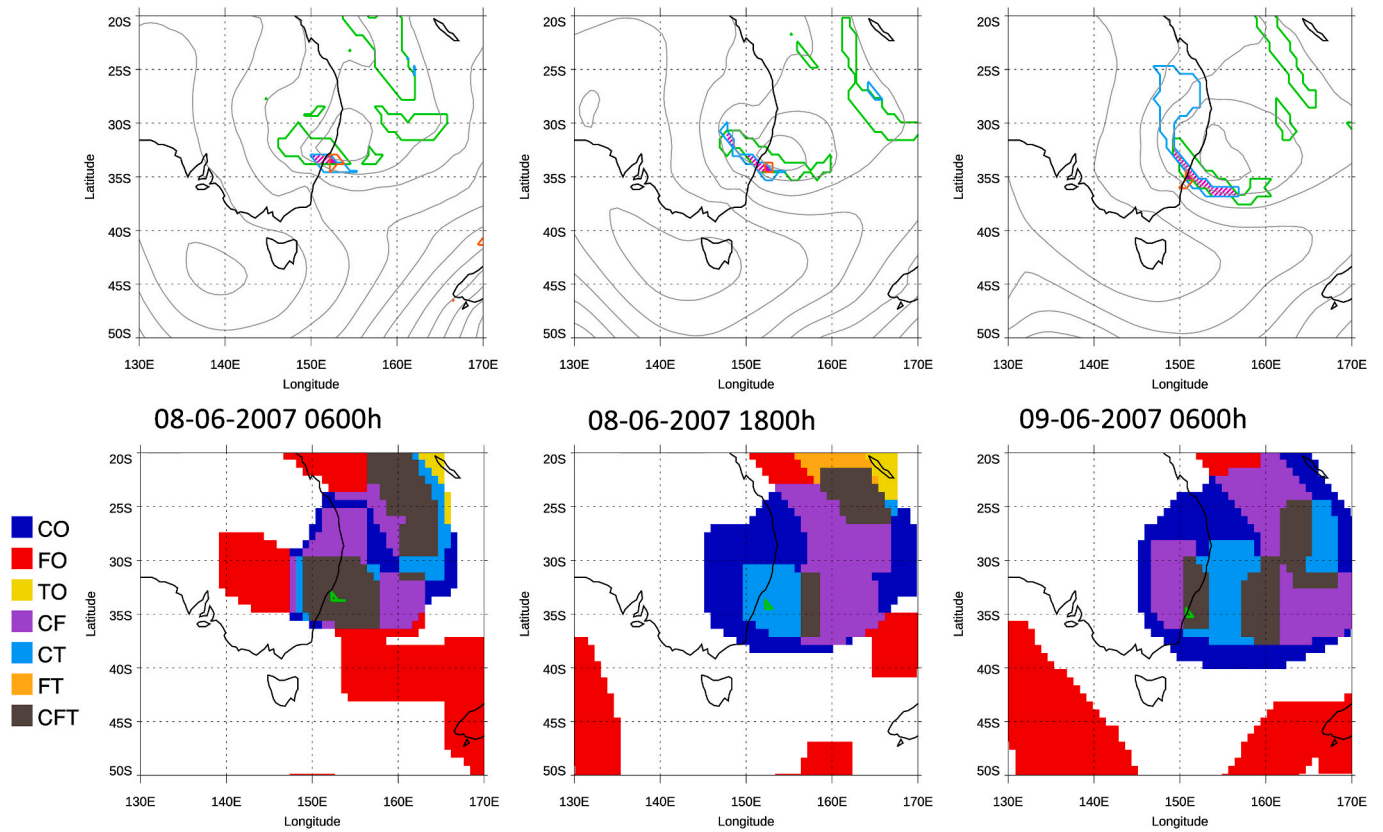 20S 20S 20S
25S 25S 25S
30S 30S 30S
35S 35S 35S
40S 40S 40S
45S 45S 45S
50S 50S 50S
Latitude Latitude Latitude
130E 140E 150E 160E 170E 130E 140E 150E 160E 170E 130E 140E 150E 160E 170E
Longitude Longitude Longitude
08-06-2007 0600h 08-06-2007 1800h 09-06-2007 0600h
CO
FO
TO
CF
CT
FT
CFT
20S 20S 20S
25S 25S 25S
30S 30S 30S
35S 35S 35S
40S 40S 40S
45S 45S 45S
50S 50S 50S
Latitude Latitude Latitude
130E 140E 150E 160E 170E 130E 140E 150E 160E 170E 130E 140E 150E 160E 170E
Longitude Longitude Longitude